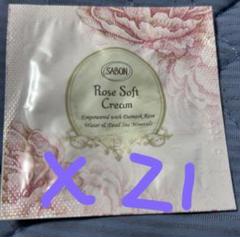 SABON
Rose Soft
Cream
Empowered with Damask Rose
Water & Dead Sea Minerals
X 21